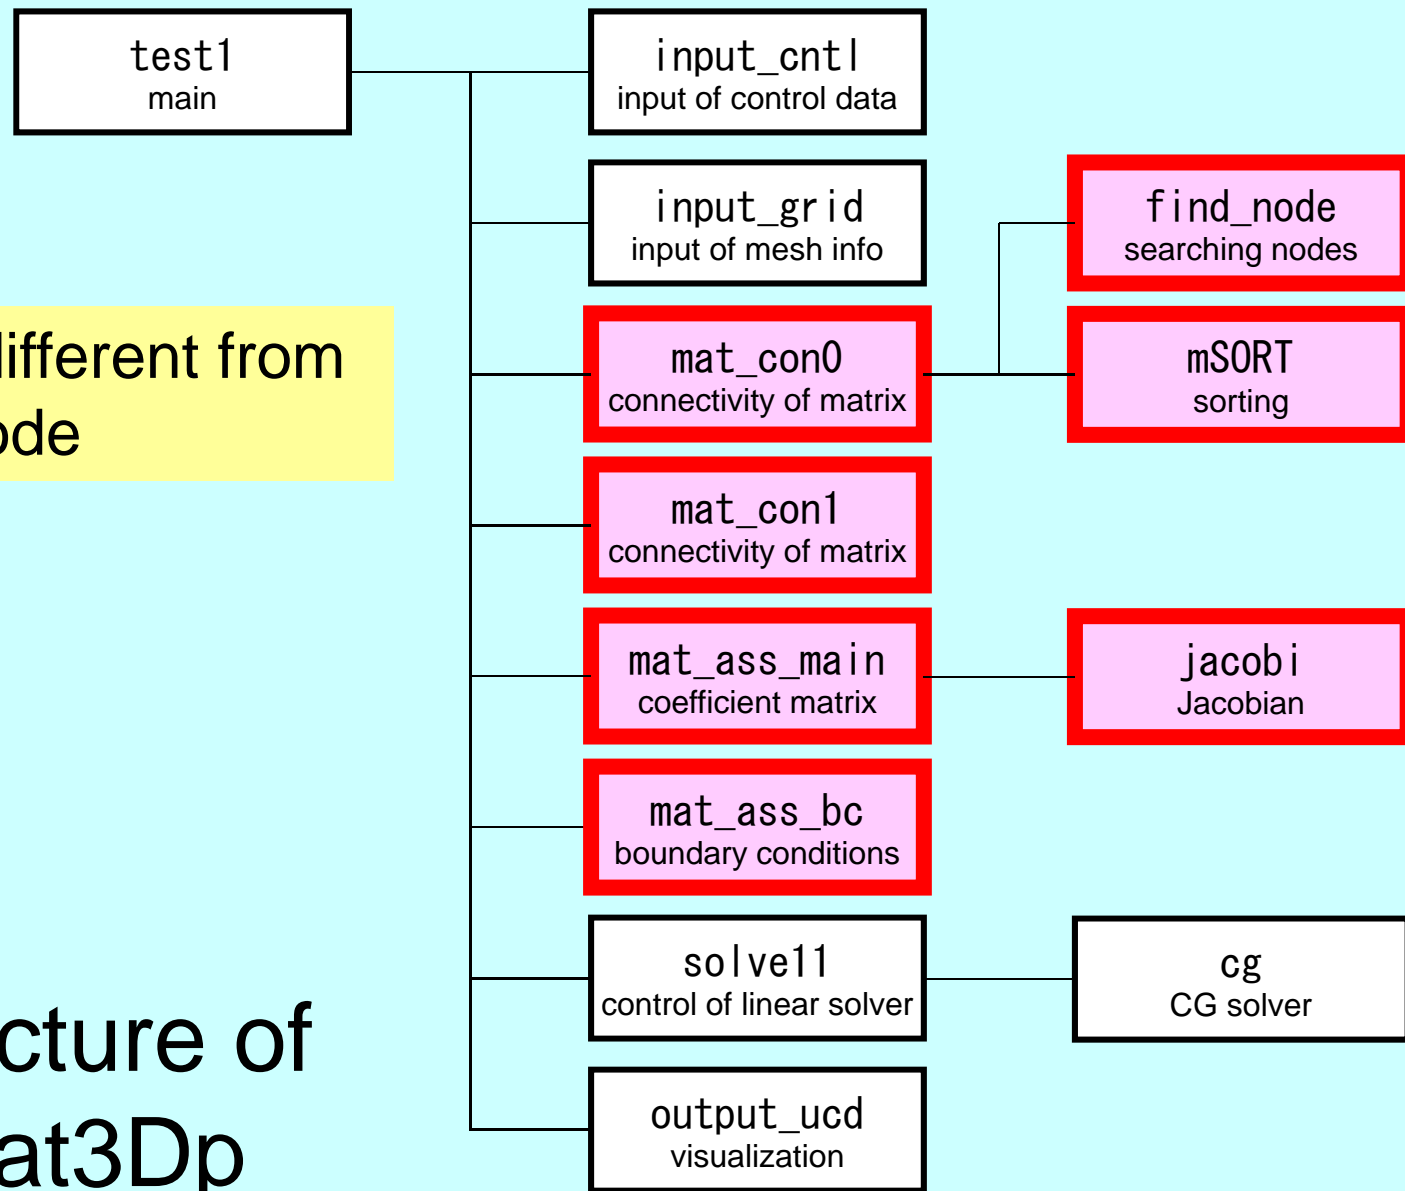 test1
main
input_cntl
input of control data
input_grid
input of mesh info
find_node
searching nodes
different from
ode
mat_con0
connectivity of matrix
mSORT
sorting
mat_con1
connectivity of matrix
mat_ass_main
coefficient matrix
jacobi
Jacobian
mat_ass_bc
boundary conditions
solve11
control of linear solver
cg
CG solver
cture of
at3Dp
output_ucd
visualization